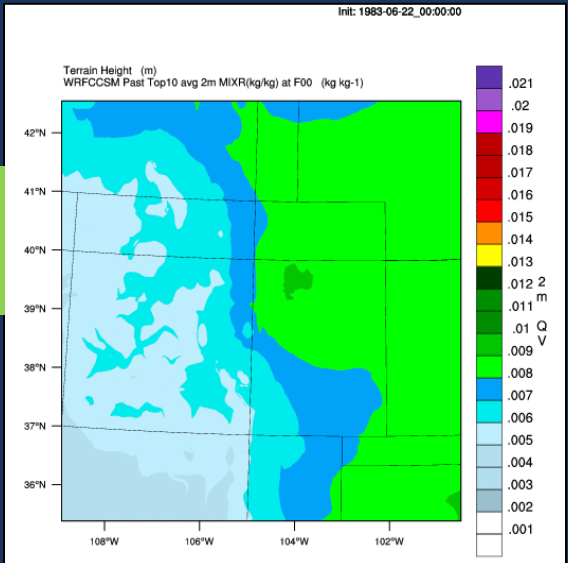 Init: 1983-06-22_00:00:00
Terrain Height (m)
WRFCCSM Past Top10 avg 2m MIXR(kg/kg) at F00 (kg kg-1)
42°N
41°N
40°N
39°N
38°N
37°N
36°N
108°W
106°W
104°W
102°W
.021
.02
.019
.018
.017
.016
.015
.014
.013
.012
.011
.01
.009
.008
.007
.006
.005
.004
.003
.002
.001
2
m
Q
V